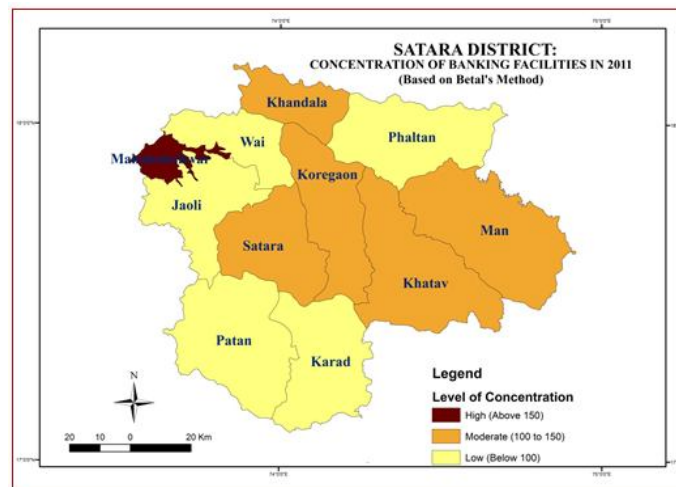 SATARA DISTRICT:
CONCENTRATION OF BANKING FACILITIES IN 2011
(Based on Betal's Method)
Khandala
Wai
Phaltan
Koregaon
Jaoli
Satara
Man
Khatav
Patan
Karad
N
20 10 0 20 Km
Legend
Level of Concentration
High (Above 150)
Moderate (100 to 150)
Low (Below 100)